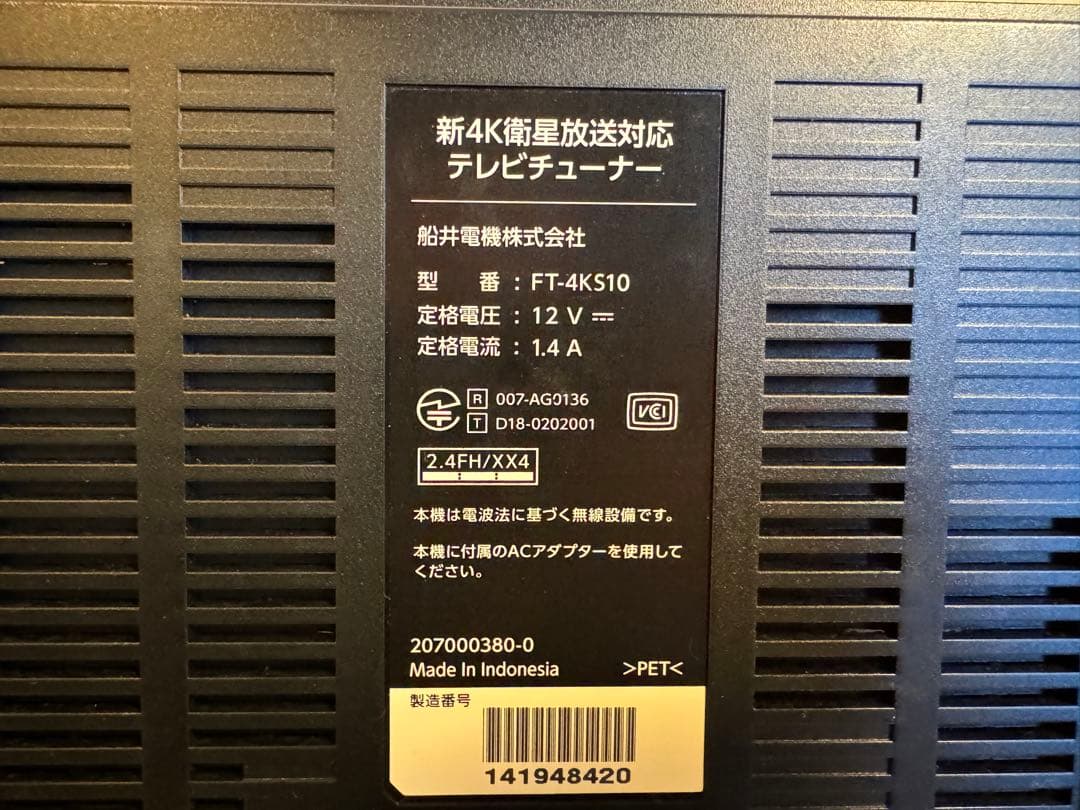 新4K衛星放送対応
テレビチューナー
船井電機株式会社
型　番：FT-4KS10
定格電圧：12 V
定格電流：1.4 A
R 007-AG0136
T D18-0202001
VCCI
2.4FH/XX4
本機は電波法に基づく無線設備です。
本機に付属のACアダプターを使用して
ください。
207000380-0
Made In Indonesia >PET<
製造番号
141948420